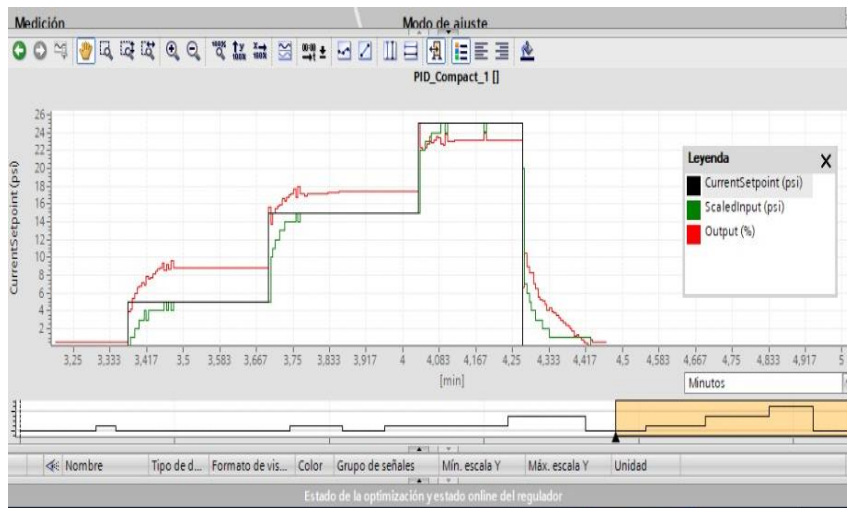 Medición Modo de ajuste
PID_Compact_1 []
CurrentSetpoint (psi)
26
24
22
20
18
16
14
12
10
8
6
4
2
3,25 3,333 3,417 3,5 3,583 3,667 3,75 3,833 3,917 4 4,083 4,167 4,25 4,333 4,417 4,5 4,583 4,667 4,75 4,833 4,917 5
[min]
Leyenda X
CurrentSetpoint (psi)
ScaledInput (psi)
Output (%)
Minutos
Nombre Tipo de d... Formato de vis... Color Grupo de señales Mín. escala Y Máx. escala Y Unidad
Estado de la optimización y estado online del regulador